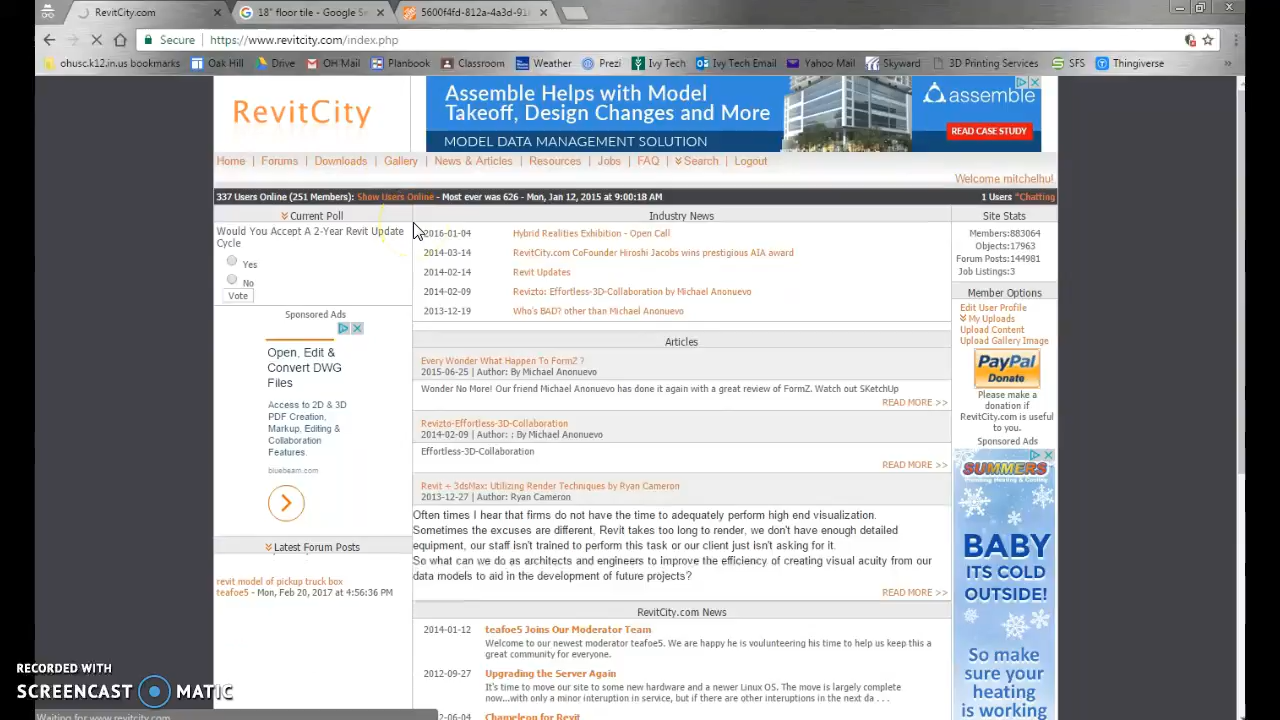 RevitCity.com
18" floor tile - Google S
5600f4fd-812a-4a3d-91
Secure
https://www.revitcity.com/index.php
ohusc.k12.in.us bookmarks
Oak Hill
Drive
OH Mail
Planbook
Classroom
Weather
Prezi
Ivy Tech
Ivy Tech Email
Yahoo Mail
Skyward
3D Printing Services
SFS
Thingiverse
»
RevitCity
Assemble Helps with Model
Takeoff, Design Changes and More
MODEL DATA MANAGEMENT SOLUTION
assemble
READ CASE STUDY
Home | Forums | Downloads | Gallery | News & Articles | Resources | Jobs | FAQ | Search | Logout
Welcome mitchelhu!
337 Users Online (251 Members): Show Users Online - Most ever was 626 - Mon, Jan 12, 2015 at 9:00:18 AM
1 Users *Chatting
Current Poll
Would You Accept A 2-Year Revit Update
Cycle
Yes
No
Vote
Sponsored Ads
Open, Edit &
Convert DWG
Files
Access to 2D & 3D
PDF Creation,
Markup, Editing &
Collaboration
Features.
bluebeam.com
Latest Forum Posts
revit model of pickup truck box
teafoe5 - Mon, Feb 20, 2017 at 4:56:36 PM
Industry News
2016-01-04 Hybrid Realities Exhibition - Open Call
2014-03-14 RevitCity.com CoFounder Hiroshi Jacobs wins prestigious AIA award
2014-02-14 Revit Updates
2014-02-09 Revizto: Effortless-3D-Collaboration by Michael Anonuevo
2013-12-19 Who's BAD? other than Michael Anonuevo
Articles
Every Wonder What Happen To FormZ ?
2015-06-25 | Author: By Michael Anonuevo
Wonder No More! Our friend Michael Anonuevo has done it again with a great review of FormZ. Watch out SKetchUp
READ MORE >>
Revizto-Effortless-3D-Collaboration
2014-02-09 | Author: ; By Michael Anonuevo
Effortless-3D-Collaboration
READ MORE >>
Revit + 3dsMax: Utilizing Render Techniques by Ryan Cameron
2013-12-27 | Author: Ryan Cameron
Often times I hear that firms do not have the time to adequately perform high end visualization.
Sometimes the excuses are different, Revit takes too long to render, we don't have enough detailed
equipment, our staff isn't trained to perform this task or our client just isn't asking for it.
So what can we do as architects and engineers to improve the efficiency of creating visual acuity from our
data models to aid in the development of future projects?
READ MORE >>
RevitCity.com News
2014-01-12 teafoe5 Joins Our Moderator Team
Welcome to our newest moderator teafoe5. We are happy he is voulunteering his time to help us keep this a
great community for everyone.
2012-09-27 Upgrading the Server Again
It's time to move our site to some new hardware and a newer Linux OS. The move is largely complete
now...with only a minor interuption in service, but if there are other interuptions in the next da . . .
Chameleon for Revit
Site Stats
Members:883064
Objects:17963
Forum Posts:144981
Job Listings:3
Member Options
Edit User Profile
My Uploads
Upload Content
Upload Gallery Image
PayPal
Donate
Please make a
donation if
RevitCity.com is useful
to you.
Sponsored Ads
SUMMERS
BABY
ITS COLD
OUTSIDE!
So make
sure your
heating
is working
RECORDED WITH
SCREENCAST MATIC
Waiting for www.revitcity.com